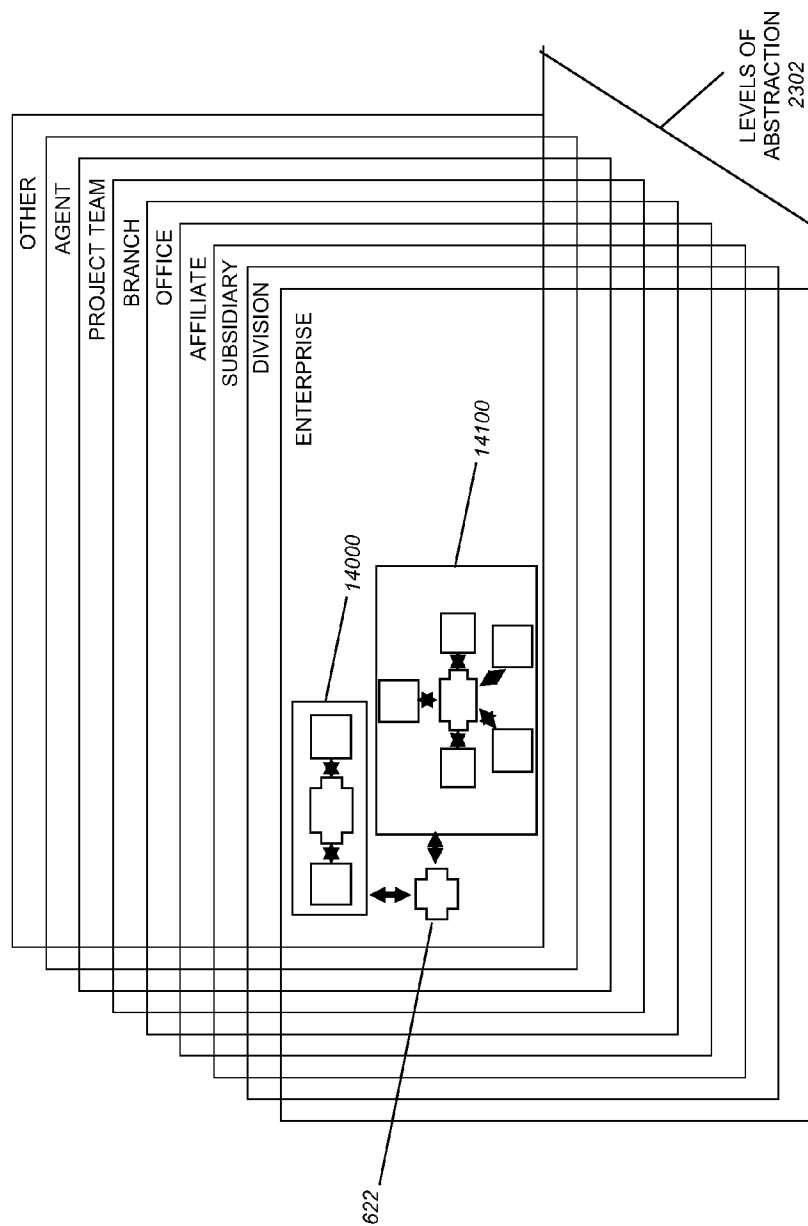 OTHER
AGENT
PROJECT TEAM
BRANCH
OFFICE
AFFILIATE
SUBSIDIARY
DIVISION
ENTERPRISE
14000
14100
622
LEVELS OF
ABSTRACTION
2302